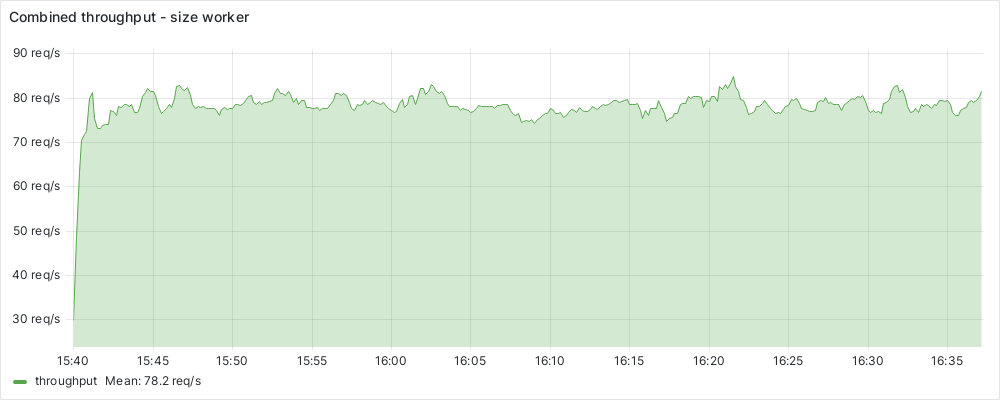 Combined throughput - size worker
90 req/s
80 req/s
70 req/s
60 req/s
50 req/s
40 req/s
30 req/s
15:40 15:45 15:50 15:55 16:00 16:05 16:10 16:15 16:20 16:25 16:30 16:35
throughput Mean: 78.2 req/s